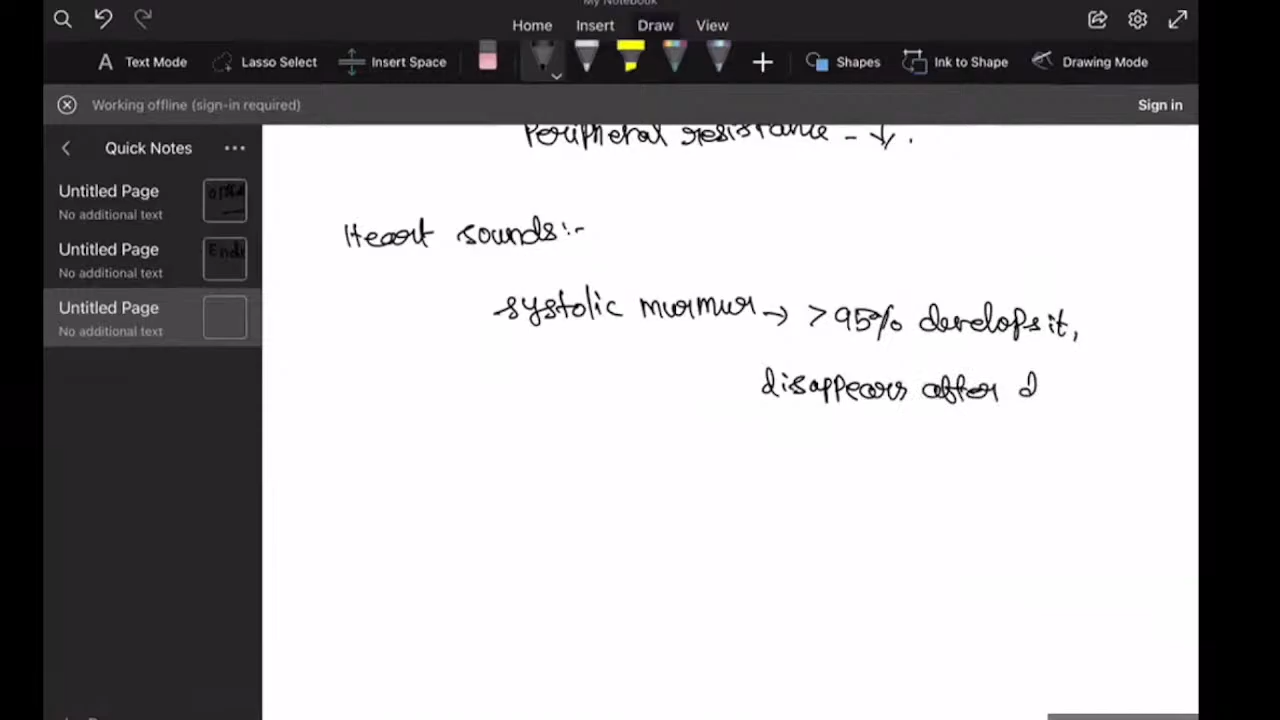 My Notebook
Home Insert Draw View
Text Mode Lasso Select Insert Space Shapes Ink to Shape Drawing Mode
Working offline (sign-in required) Sign in
Quick Notes
Untitled Page
No additional text
Untitled Page
No additional text
Untitled Page
No additional text
Peripheral resistance - ↓.
Heart sounds:-
systolic murmur → >95% develops it,
disappears after d